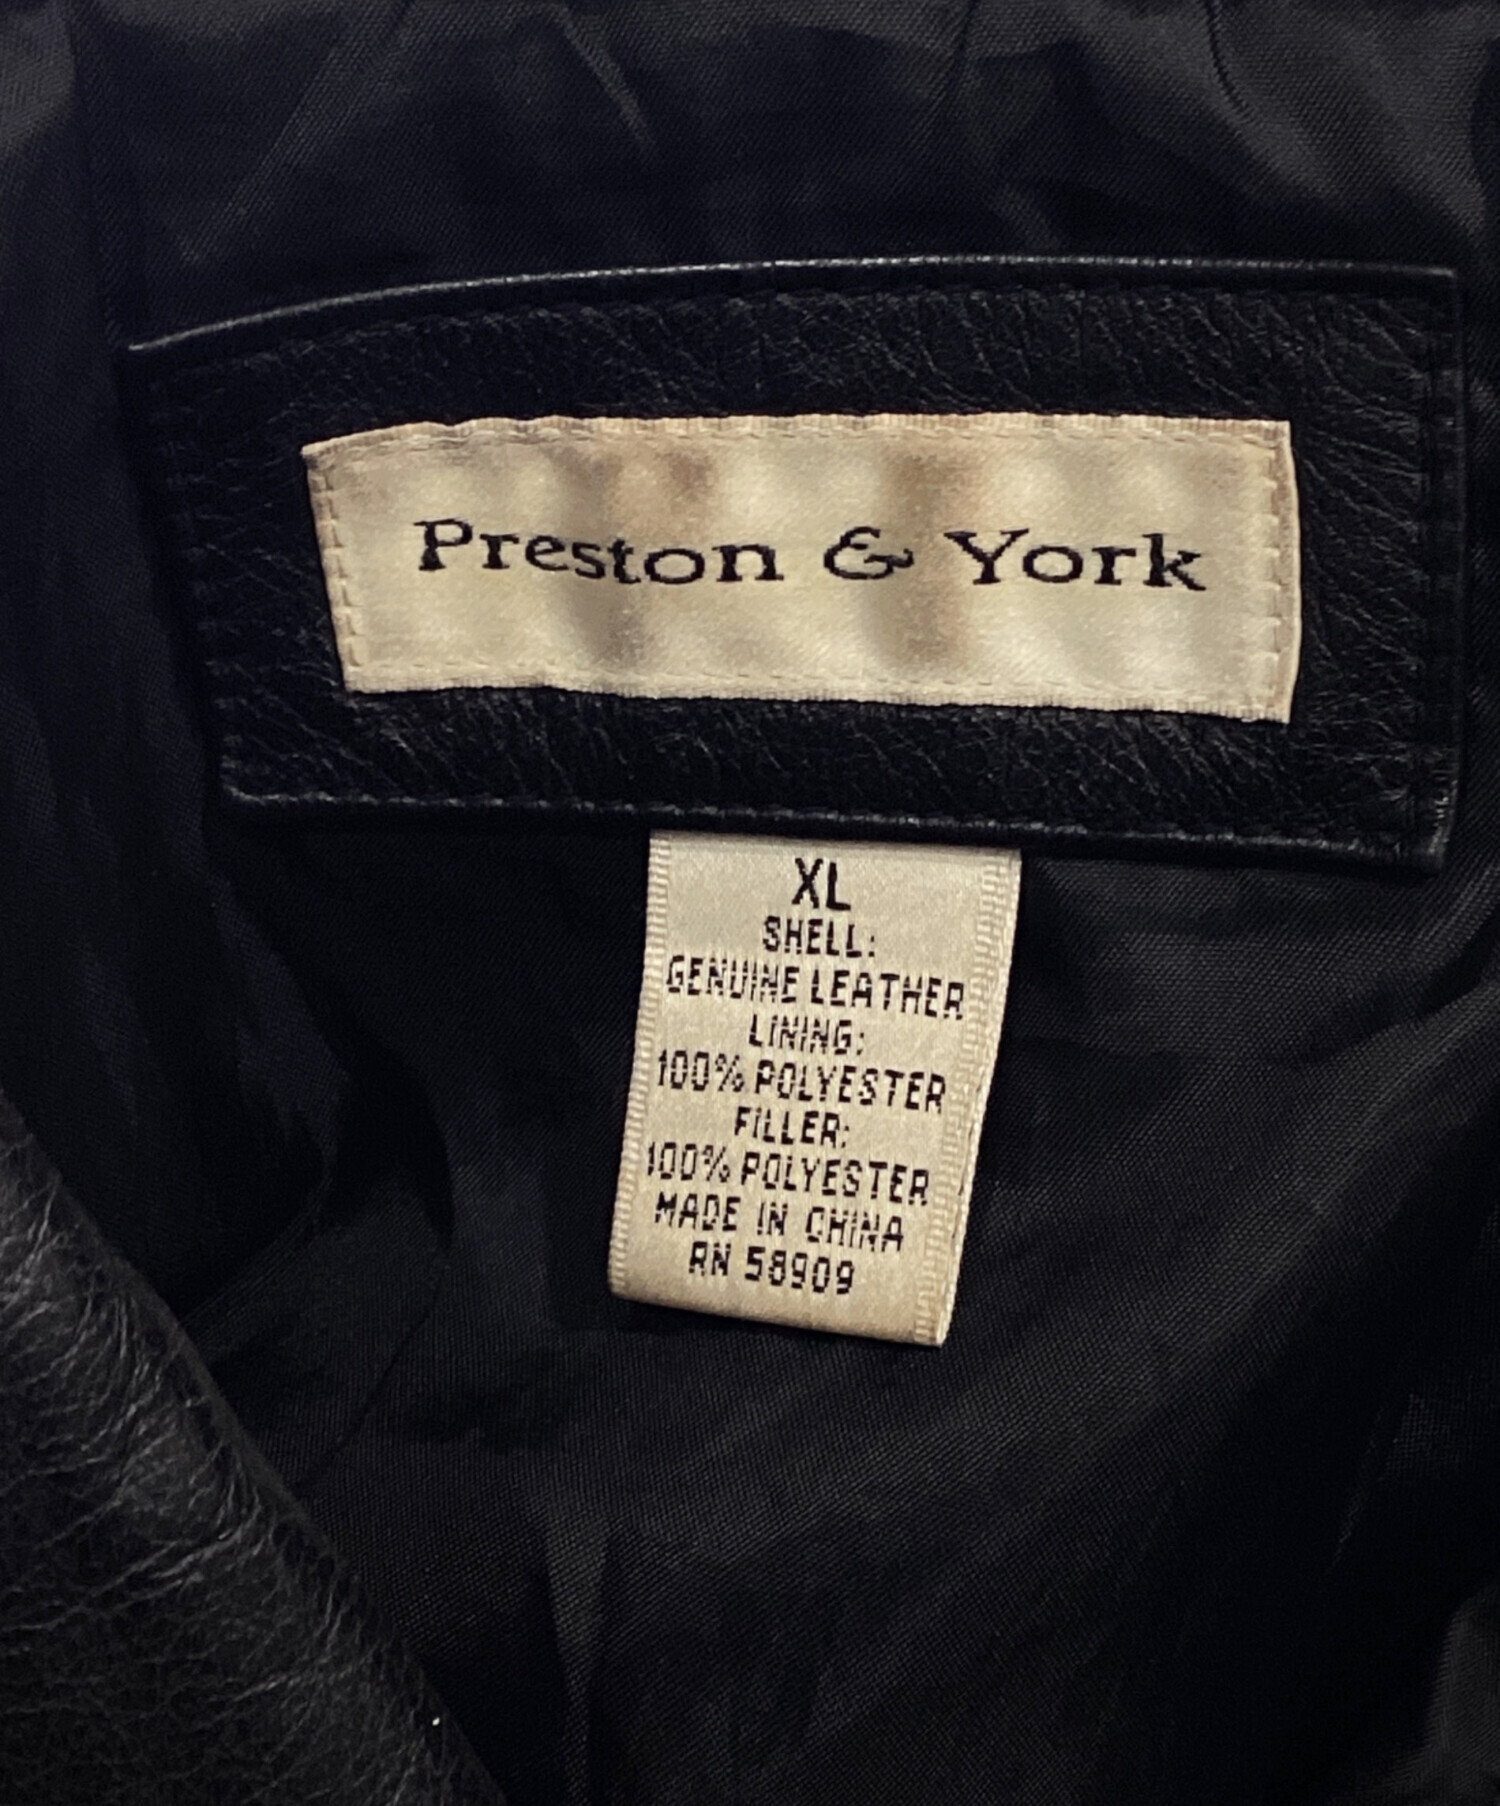 Preston & York
XL
SHELL:
GENUINE LEATHER
LINING:
100% POLYESTER
FILLER:
100% POLYESTER
MADE IN CHINA
RN 58909